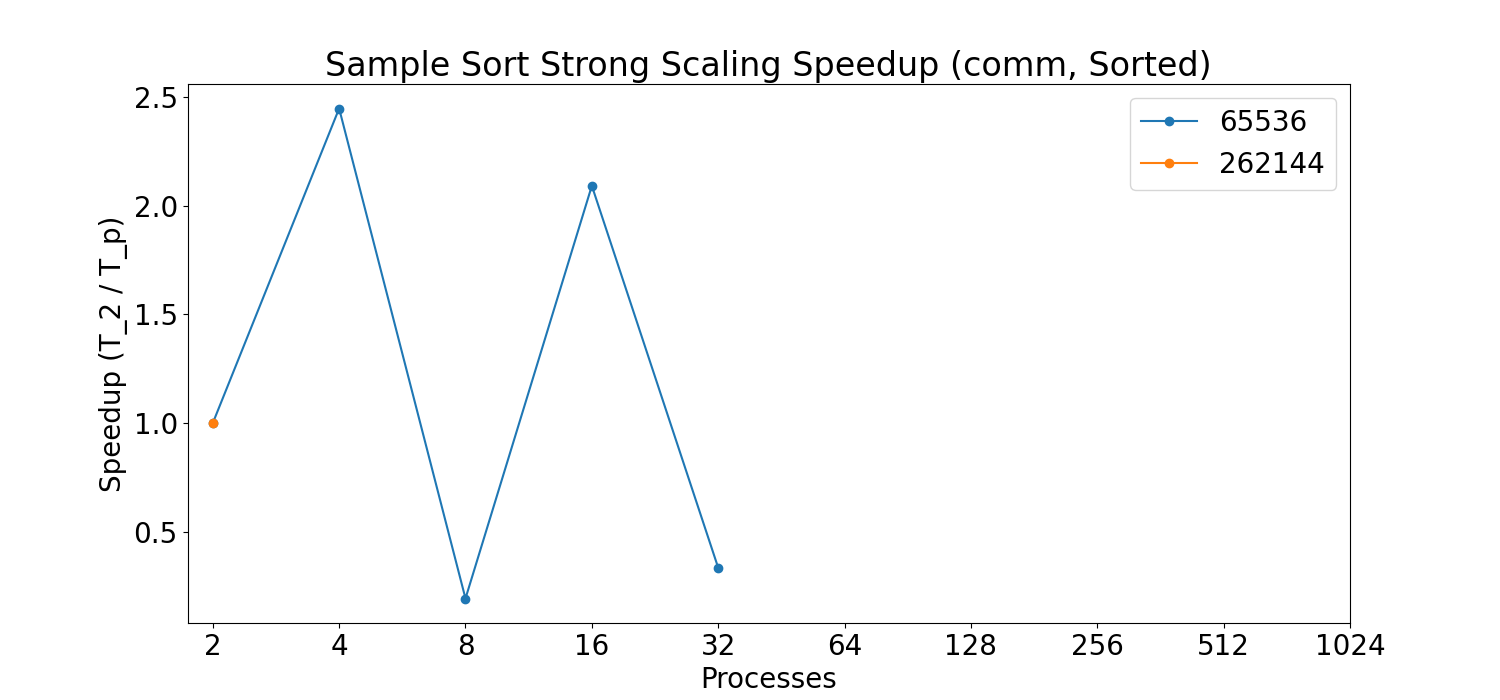 Sample Sort Strong Scaling Speedup (comm, Sorted)
65536
262144
Speedup (T_2 / T_p)
2.5
2.0
1.5
1.0
0.5
2 4 8 16 32 64 128 256 512 1024
Processes